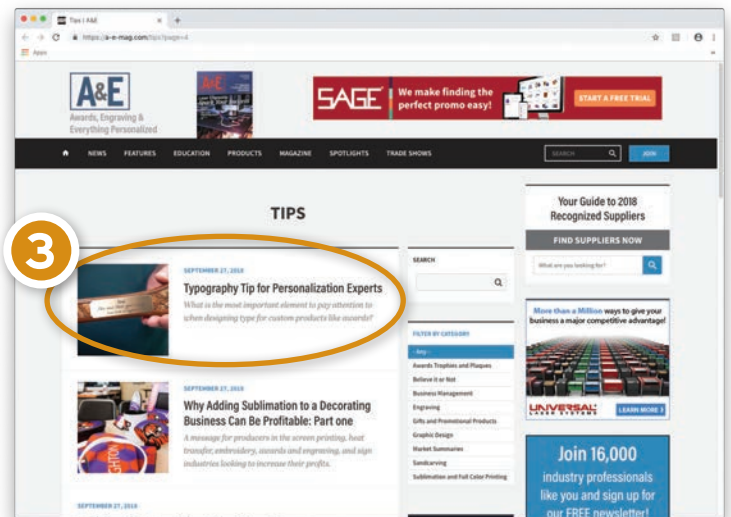 Tips | A&E
https://a-e-mag.com/tips?page=4
Apps
A&E
Awards, Engraving &
Everything Personalized
A&E
SAGE
We make finding the
perfect promo easy!
START A FREE TRIAL
NEWS FEATURES EDUCATION PRODUCTS MAGAZINE SPOTLIGHTS TRADE SHOWS
SEARCH
JOIN
TIPS
3
SEPTEMBER 27, 2018
Typography Tip for Personalization Experts
What is the most important element to pay attention to
when designing type for custom products like awards?
SEPTEMBER 27, 2018
Why Adding Sublimation to a Decorating
Business Can Be Profitable: Part one
A message for producers in the screen printing, heat
transfer, embroidery, awards and engraving, and sign
industries looking to increase their profits.
SEPTEMBER 27, 2018
SEARCH
FILTER BY CATEGORY
- Any -
Awards Trophies and Plaques
Believe it or Not
Business Management
Engraving
Gifts and Promotional Products
Graphic Design
Market Summaries
Sandcarving
Sublimation and Full Color Printing
Your Guide to 2018
Recognized Suppliers
FIND SUPPLIERS NOW
What are you looking for?
More than a Million ways to give your
business a major competitive advantage!
UNIVERSAL
LASER SYSTEMS
LEARN MORE
Join 16,000
industry professionals
like you and sign up for
our FREE newsletter!